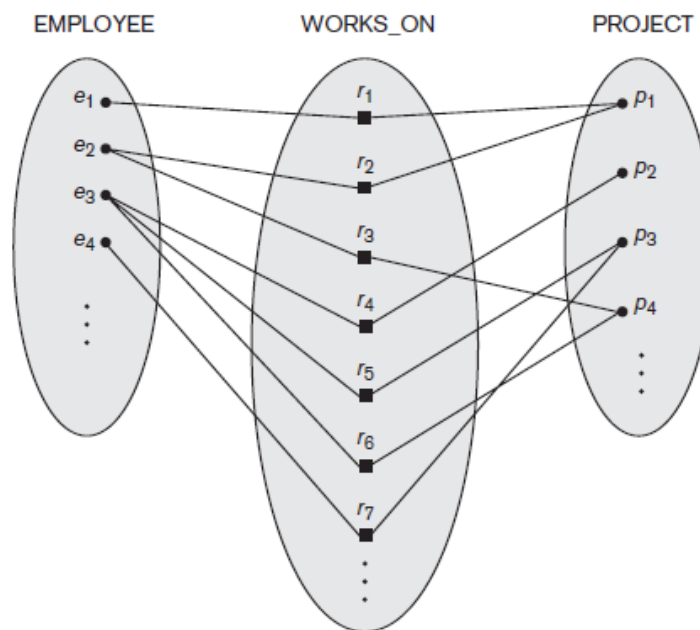 EMPLOYEE WORKS_ON PROJECT
e1 r1 p1
e2 r2 p2
e3 r3 p3
e4 r4 p4
r5
r6
r7